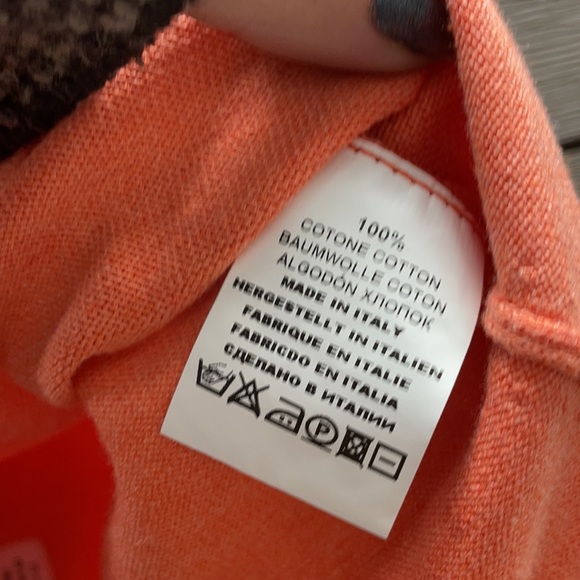 100%
COTONE COTTON
BAUMWOLLE COTON
ALGODÓN ХЛОПОК
MADE IN ITALY
HERGESTELLT IN ITALIEN
FABRIQUE EN ITALIE
FABRICDO EN ITALIA
СДЕЛАНО В ИТАЛИИ
P